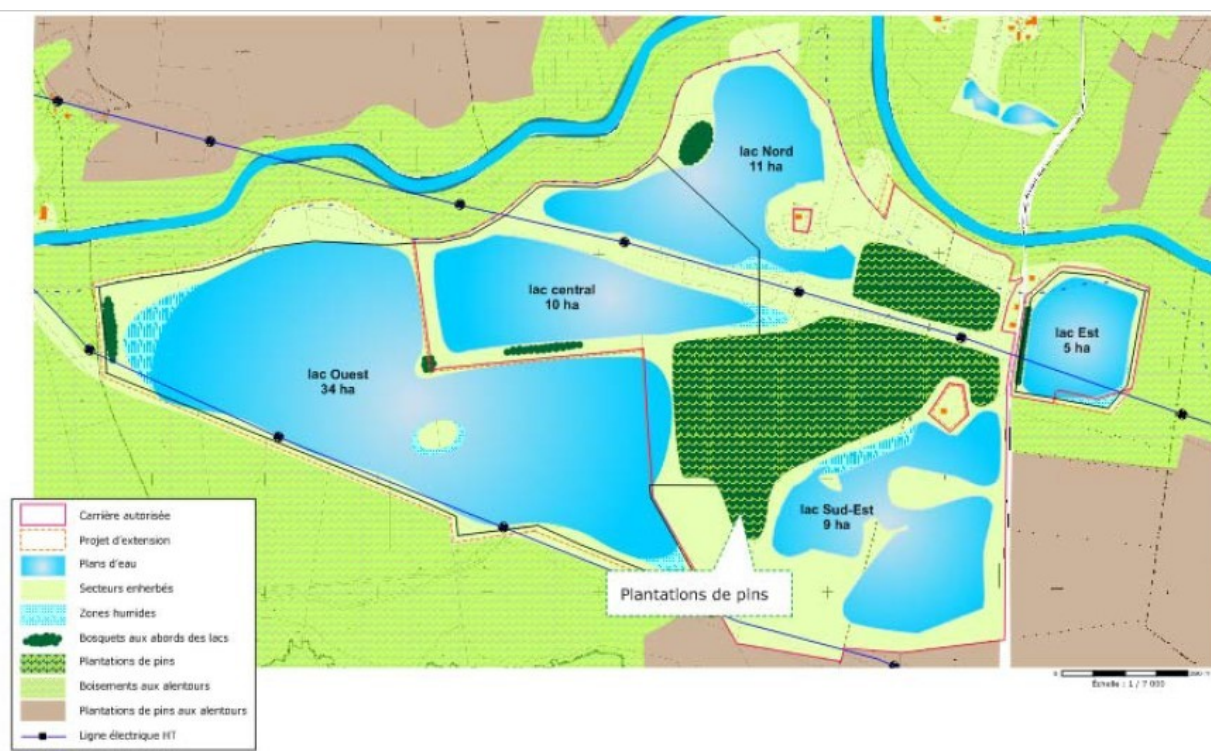 lac Nord
11 ha
lac central
10 ha
lac Est
5 ha
lac Ouest
34 ha
lac Sud-Est
9 ha
Plantations de pins
Carrière autorisée
Projet d'extension
Plans d'eau
Secteurs enherbés
Zones humides
Bosquets aux abords des lacs
Plantations de pins
Boisements aux alentours
Plantations de pins aux alentours
Ligne électrique HT
Echelle : 1 / 7 000